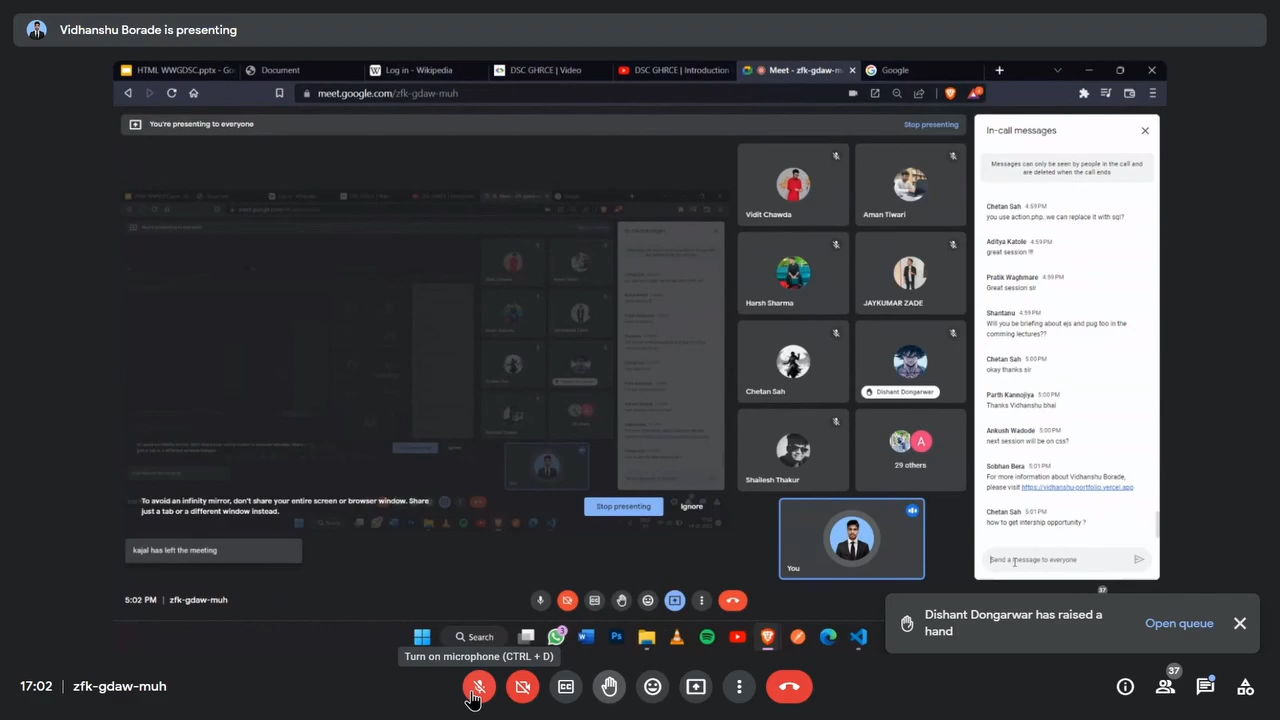 Vidhanshu Borade is presenting
HTML WWGDSC.pptx - Go
Document
Log in - Wikipedia
DSC GHRCE | Video
DSC GHRCE | Introduction
Meet - zfk-gdaw-m
Google
meet.google.com/zfk-gdaw-muh
You're presenting to everyone
Stop presenting
In-call messages
Messages can only be seen by people in the call and
are deleted when the call ends
Vidit Chawda
Aman Tiwari
Harsh Sharma
JAYKUMAR ZADE
Chetan Sah
Dishant Dongerwer
Shailesh Thakur
A
29 others
You
Chetan Sah 4:59 PM
you use action,php..we can replace it with sql?
Aditya Katole 4:59 PM
great session !!!
Pratik Waghmare 4:59 PM
Great session sir
Shantanu 4:59 PM
Will you be briefing about ejs and pug too in the
comming lectures??
Chetan Sah 5:00 PM
okay thanks sir
Parth Kannojiya 5:00 PM
Thanks Vidhanshu bhai
Ankush Wadode 5:00 PM
next session will be on css?
Sobhan Bera 5:01 PM
For more information about Vidhanshu Borade,
please visit https://vidhanshu-portfolio.vercel.app
Chetan Sah 5:01 PM
how to get intership opportunity ?
Send a message to everyone
To avoid an infinity mirror, don't share your entire screen or browser window. Share
just a tab or a different window instead.
Stop presenting
Ignore
kajal has left the meeting
5:02 PM | zfk-gdaw-muh
37
Search
3
Dishant Dongarwar has raised a
hand
Open queue
Turn on microphone (CTRL + D)
17:02 | zfk-gdaw-muh
37